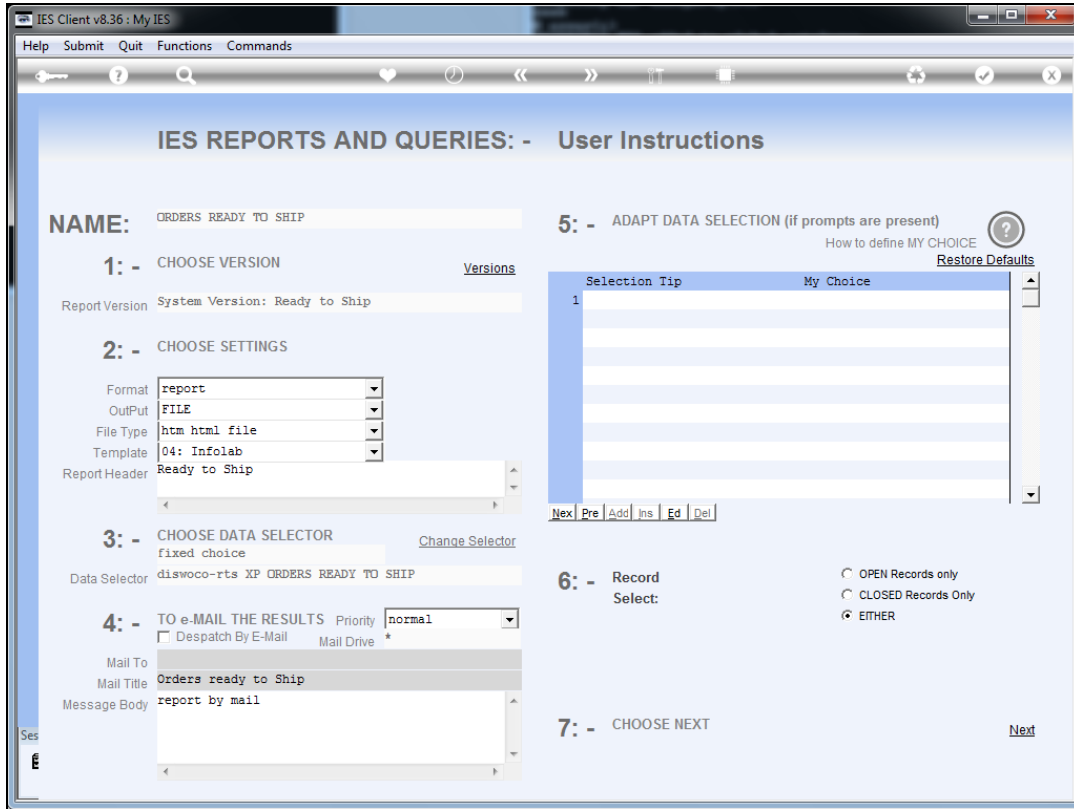 IES Client v8.36 : My IES
Help Submit Quit Functions Commands
IES REPORTS AND QUERIES: - User Instructions
NAME: ORDERS READY TO SHIP
1: - CHOOSE VERSION Versions
Report Version System Version: Ready to Ship
2: - CHOOSE SETTINGS
Format report
OutPut FILE
File Type htm html file
Template 04: Infolab
Report Header Ready to Ship
3: - CHOOSE DATA SELECTOR Change Selector
fixed choice
Data Selector diswoco-rts XP ORDERS READY TO SHIP
4: - TO e-MAIL THE RESULTS Priority normal
Despatch By E-Mail Mail Drive *
Mail To
Mail Title Orders ready to Ship
Message Body report by mail
5: - ADAPT DATA SELECTION (if prompts are present)
How to define MY CHOICE ?
Restore Defaults
Selection Tip My Choice
1
Nex Pre Add Ins Ed Del
6: - Record Select:
OPEN Records only
CLOSED Records Only
EITHER
7: - CHOOSE NEXT Next
Ses